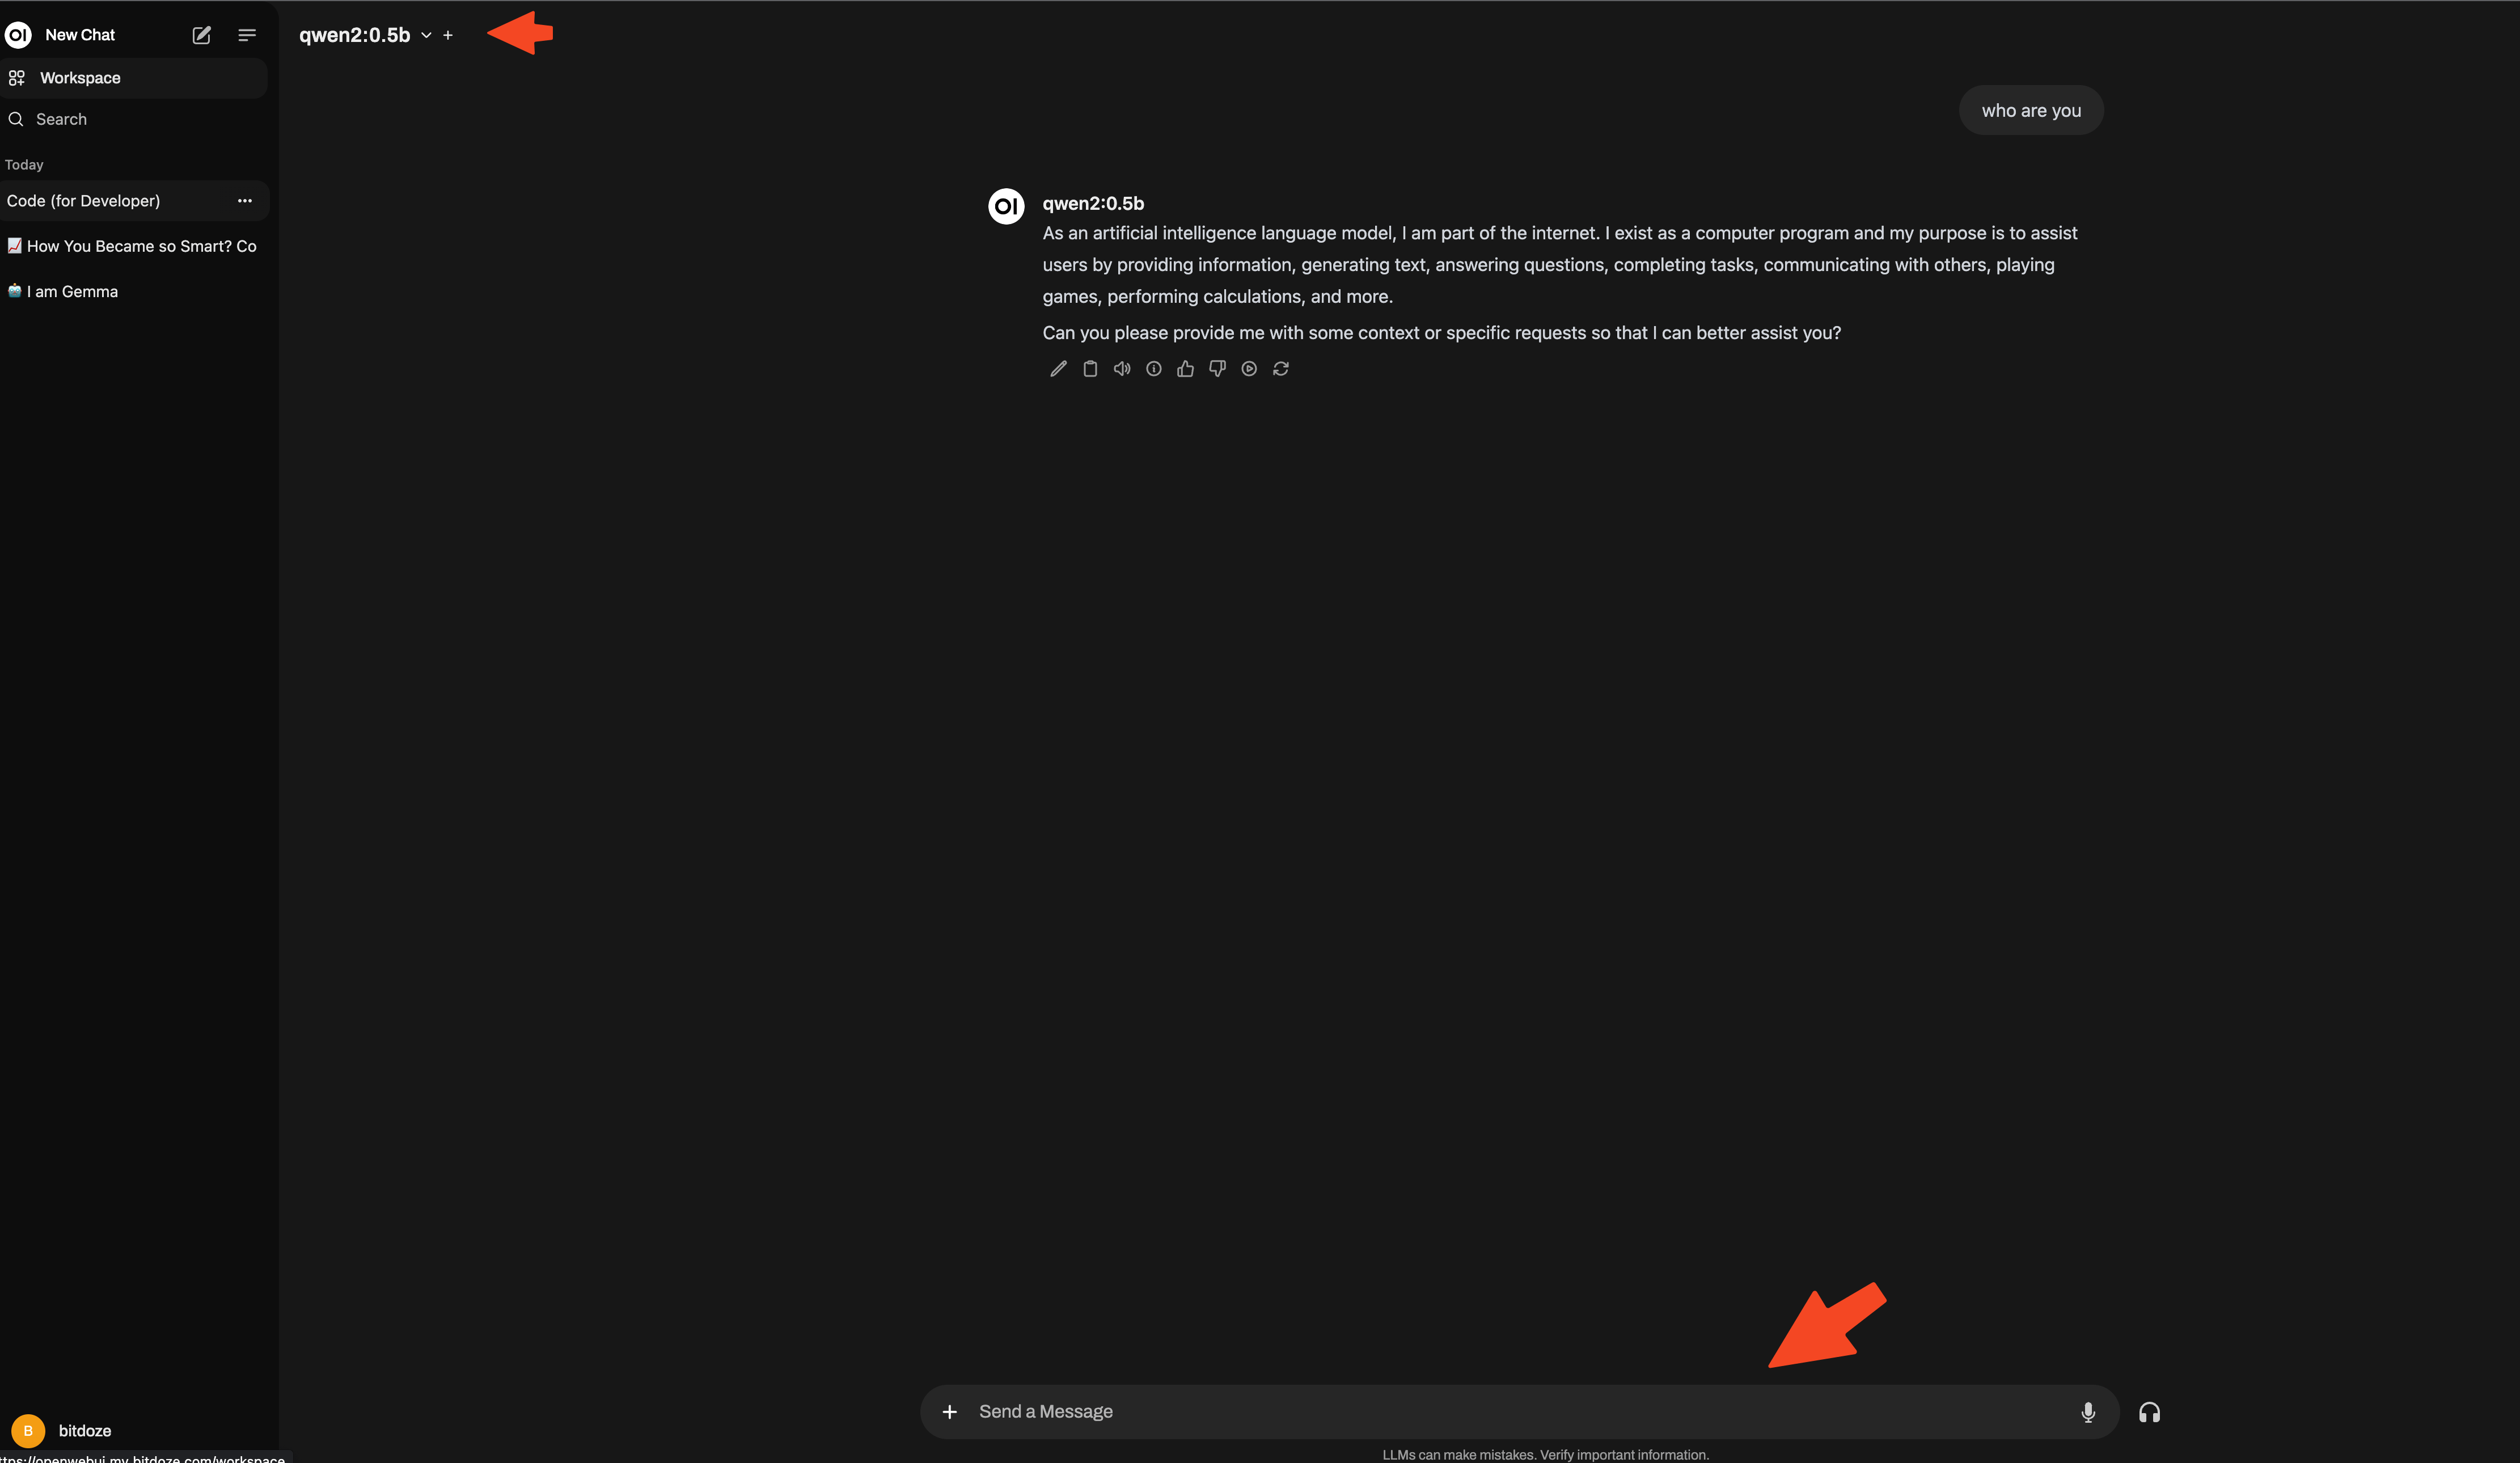 OI New Chat
Workspace
Search
Today
Code (for Developer)
How You Became so Smart? Co
I am Gemma
B bitdoze
ttps://openwebui.my.bitdoze.com/workspace
qwen2:0.5b
who are you
OI qwen2:0.5b
As an artificial intelligence language model, I am part of the internet. I exist as a computer program and my purpose is to assist
users by providing information, generating text, answering questions, completing tasks, communicating with others, playing
games, performing calculations, and more.
Can you please provide me with some context or specific requests so that I can better assist you?
Send a Message
LLMs can make mistakes. Verify important information.